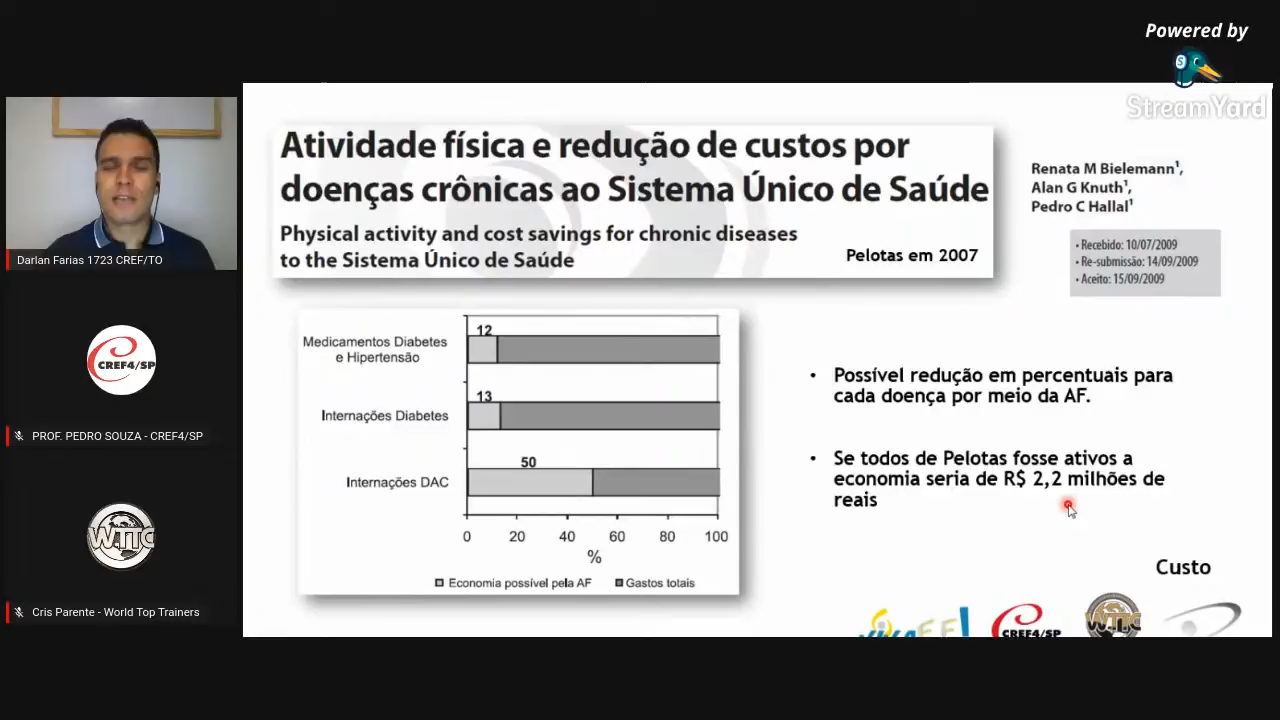 Powered by
StreamYard
Atividade física e redução de custos por
doenças crônicas ao Sistema Único de Saúde
Physical activity and cost savings for chronic diseases
to the Sistema Único de Saúde
Pelotas em 2007
Renata M Bielemann¹,
Alan G Knuth¹,
Pedro C Hallal¹
• Recebido: 10/07/2009
• Re-submissão: 14/09/2009
• Aceito: 15/09/2009
Darlan Farias 1723 CREF/TO
CREF4/SP
PROF. PEDRO SOUZA - CREF4/SP
WTTC
Cris Parente - World Top Trainers
Medicamentos Diabetes
e Hipertensão
12
Internações Diabetes
13
Internações DAC
50
0 20 40 60 80 100
%
Economia possível pela AF Gastos totais
• Possível redução em percentuais para
cada doença por meio da AF.
• Se todos de Pelotas fosse ativos a
economia seria de R$ 2,2 milhões de
reais
Custo
CREF4/SP
WTTC